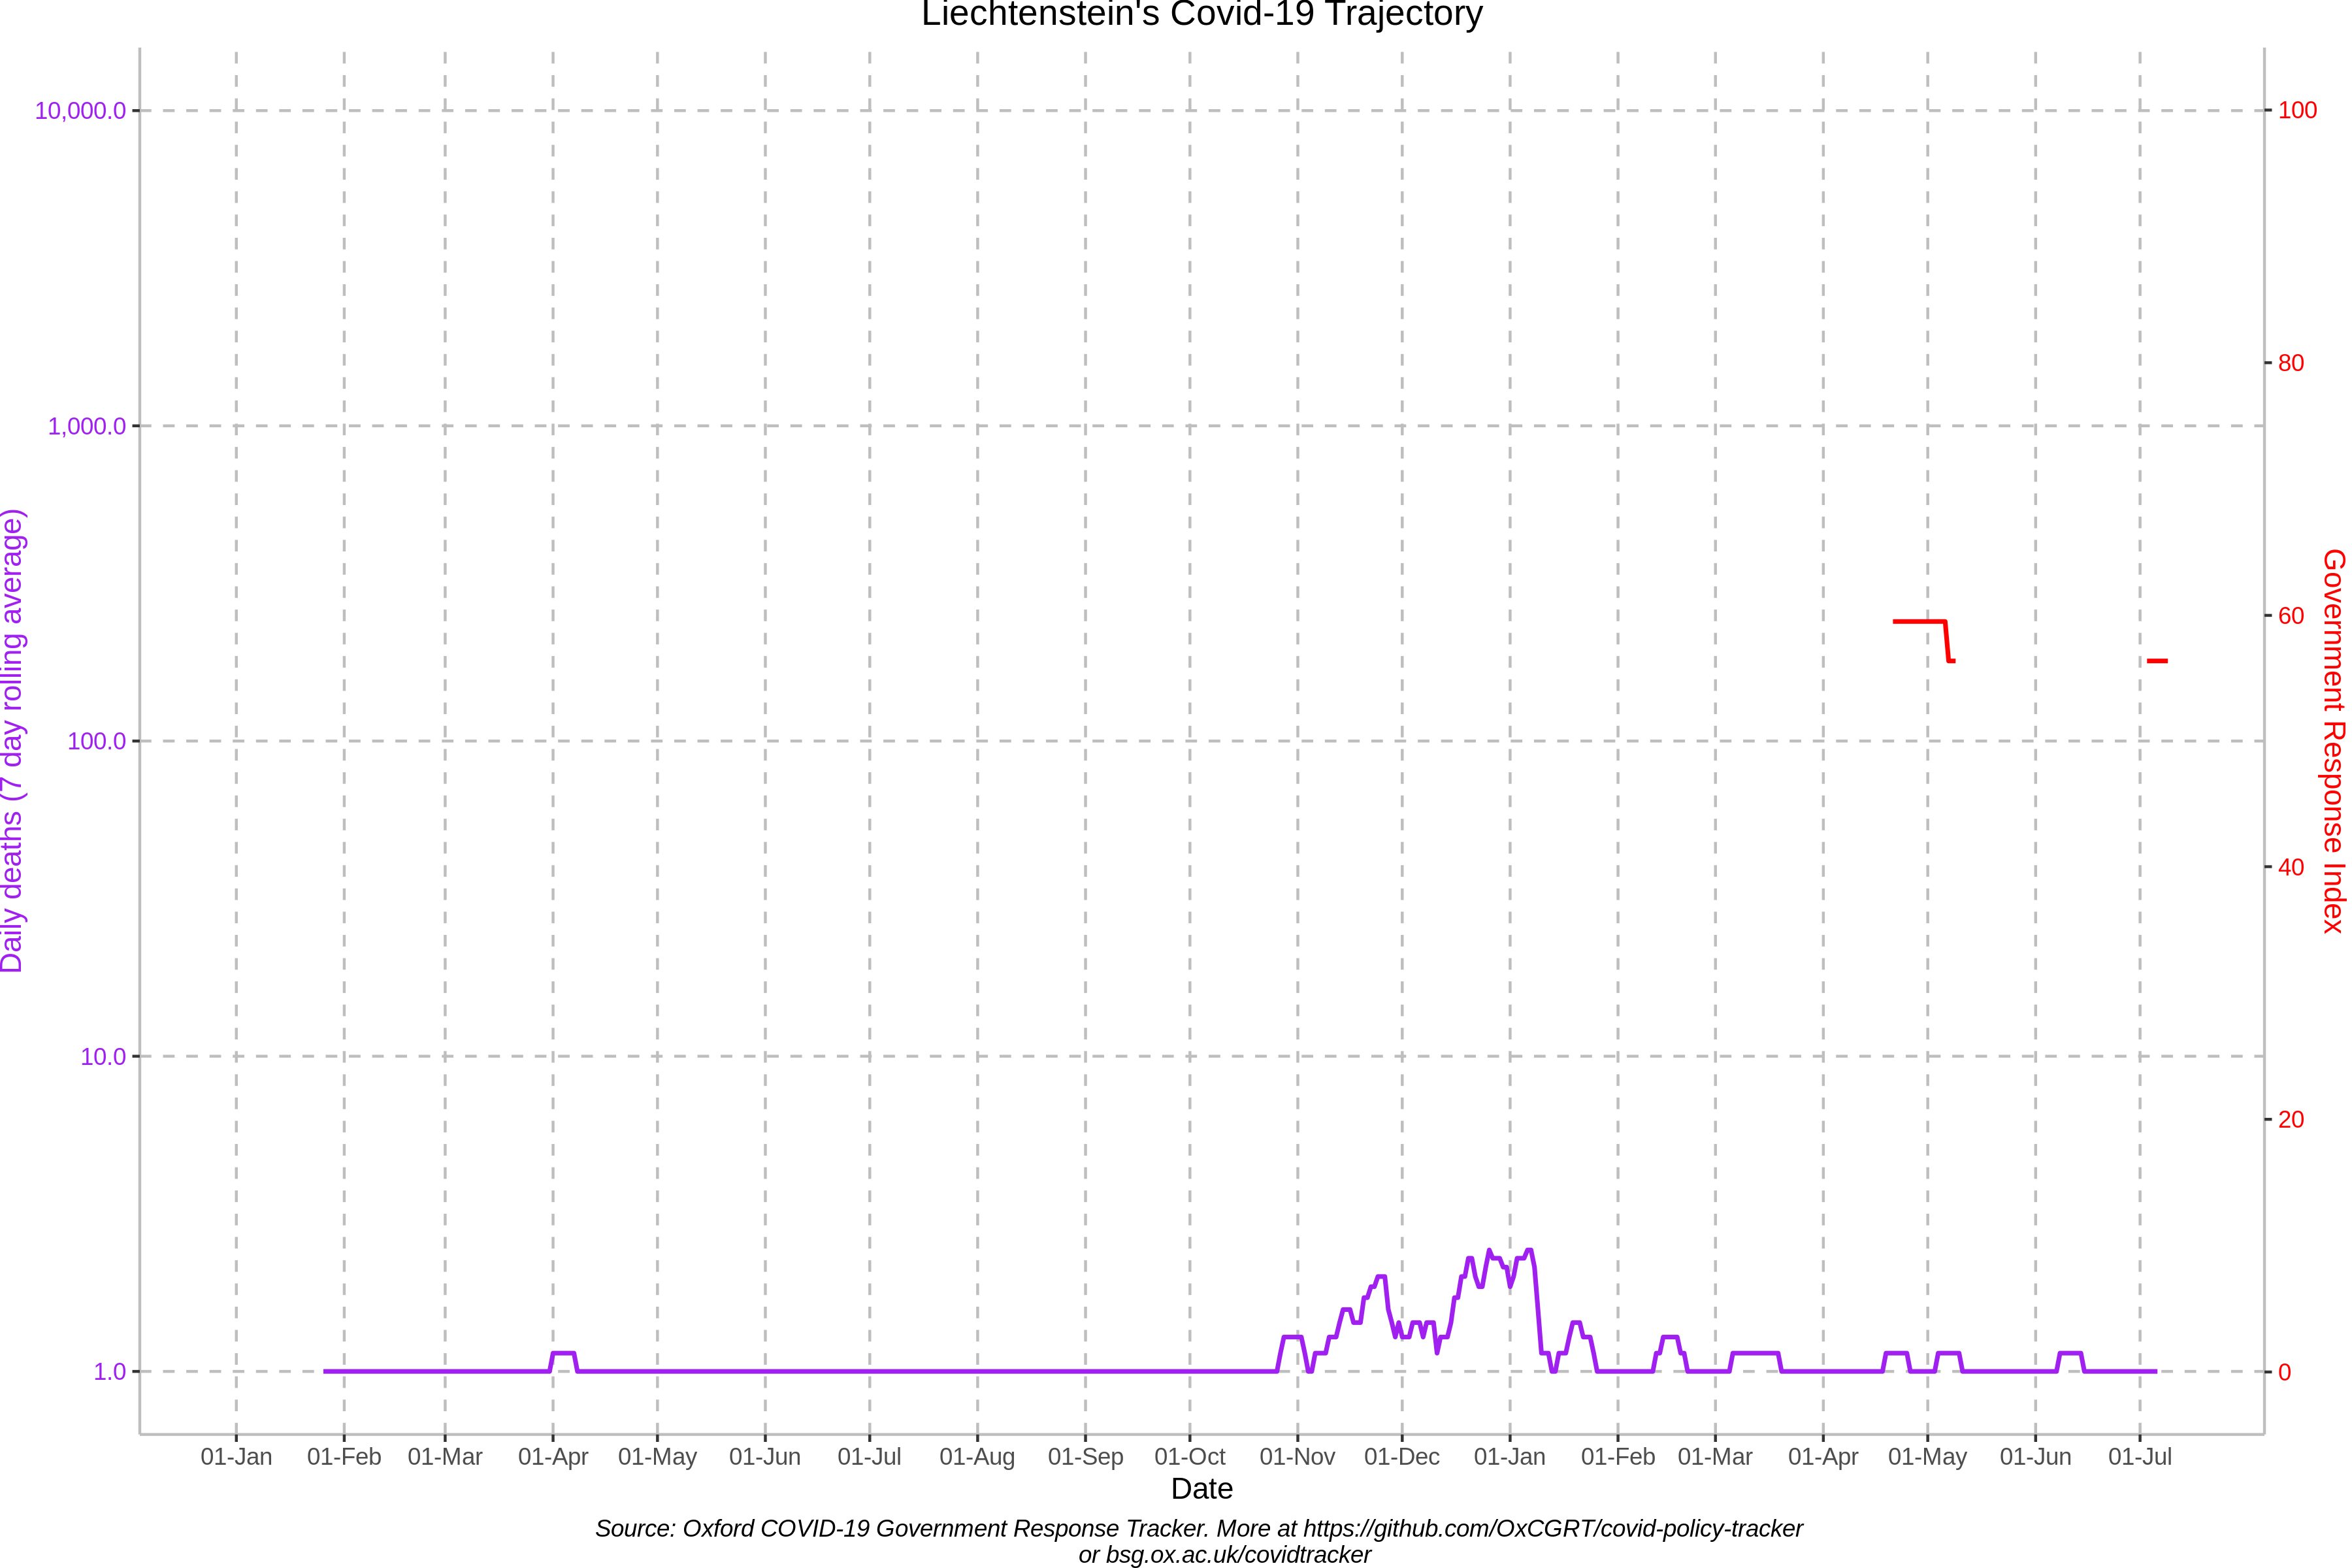 Liechtenstein's Covid-19 Trajectory
10,000.0
1,000.0
100.0
10.0
1.0
Daily deaths (7 day rolling average)
100
80
60
40
20
0
Government Response Index
01-Jan 01-Feb 01-Mar 01-Apr 01-May 01-Jun 01-Jul 01-Aug 01-Sep 01-Oct 01-Nov 01-Dec 01-Jan 01-Feb 01-Mar 01-Apr 01-May 01-Jun 01-Jul
Date
Source: Oxford COVID-19 Government Response Tracker. More at https://github.com/OxCGRT/covid-policy-tracker
or bsg.ox.ac.uk/covidtracker